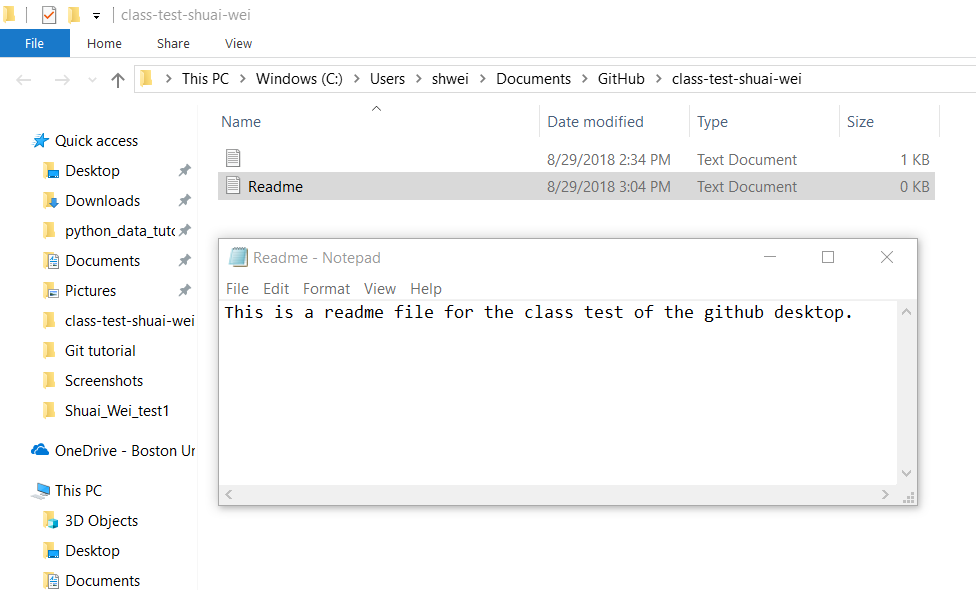 class-test-shuai-wei
File Home Share View
This PC > Windows (C:) > Users > shwei > Documents > GitHub > class-test-shuai-wei
Name Date modified Type Size
8/29/2018 2:34 PM Text Document 1 KB
Readme 8/29/2018 3:04 PM Text Document 0 KB
Quick access
Desktop
Downloads
python_data_tuto
Documents
Pictures
class-test-shuai-wei
Git tutorial
Screenshots
Shuai_Wei_test1
OneDrive - Boston Ur
This PC
3D Objects
Desktop
Documents
Readme - Notepad
File Edit Format View Help
This is a readme file for the class test of the github desktop.